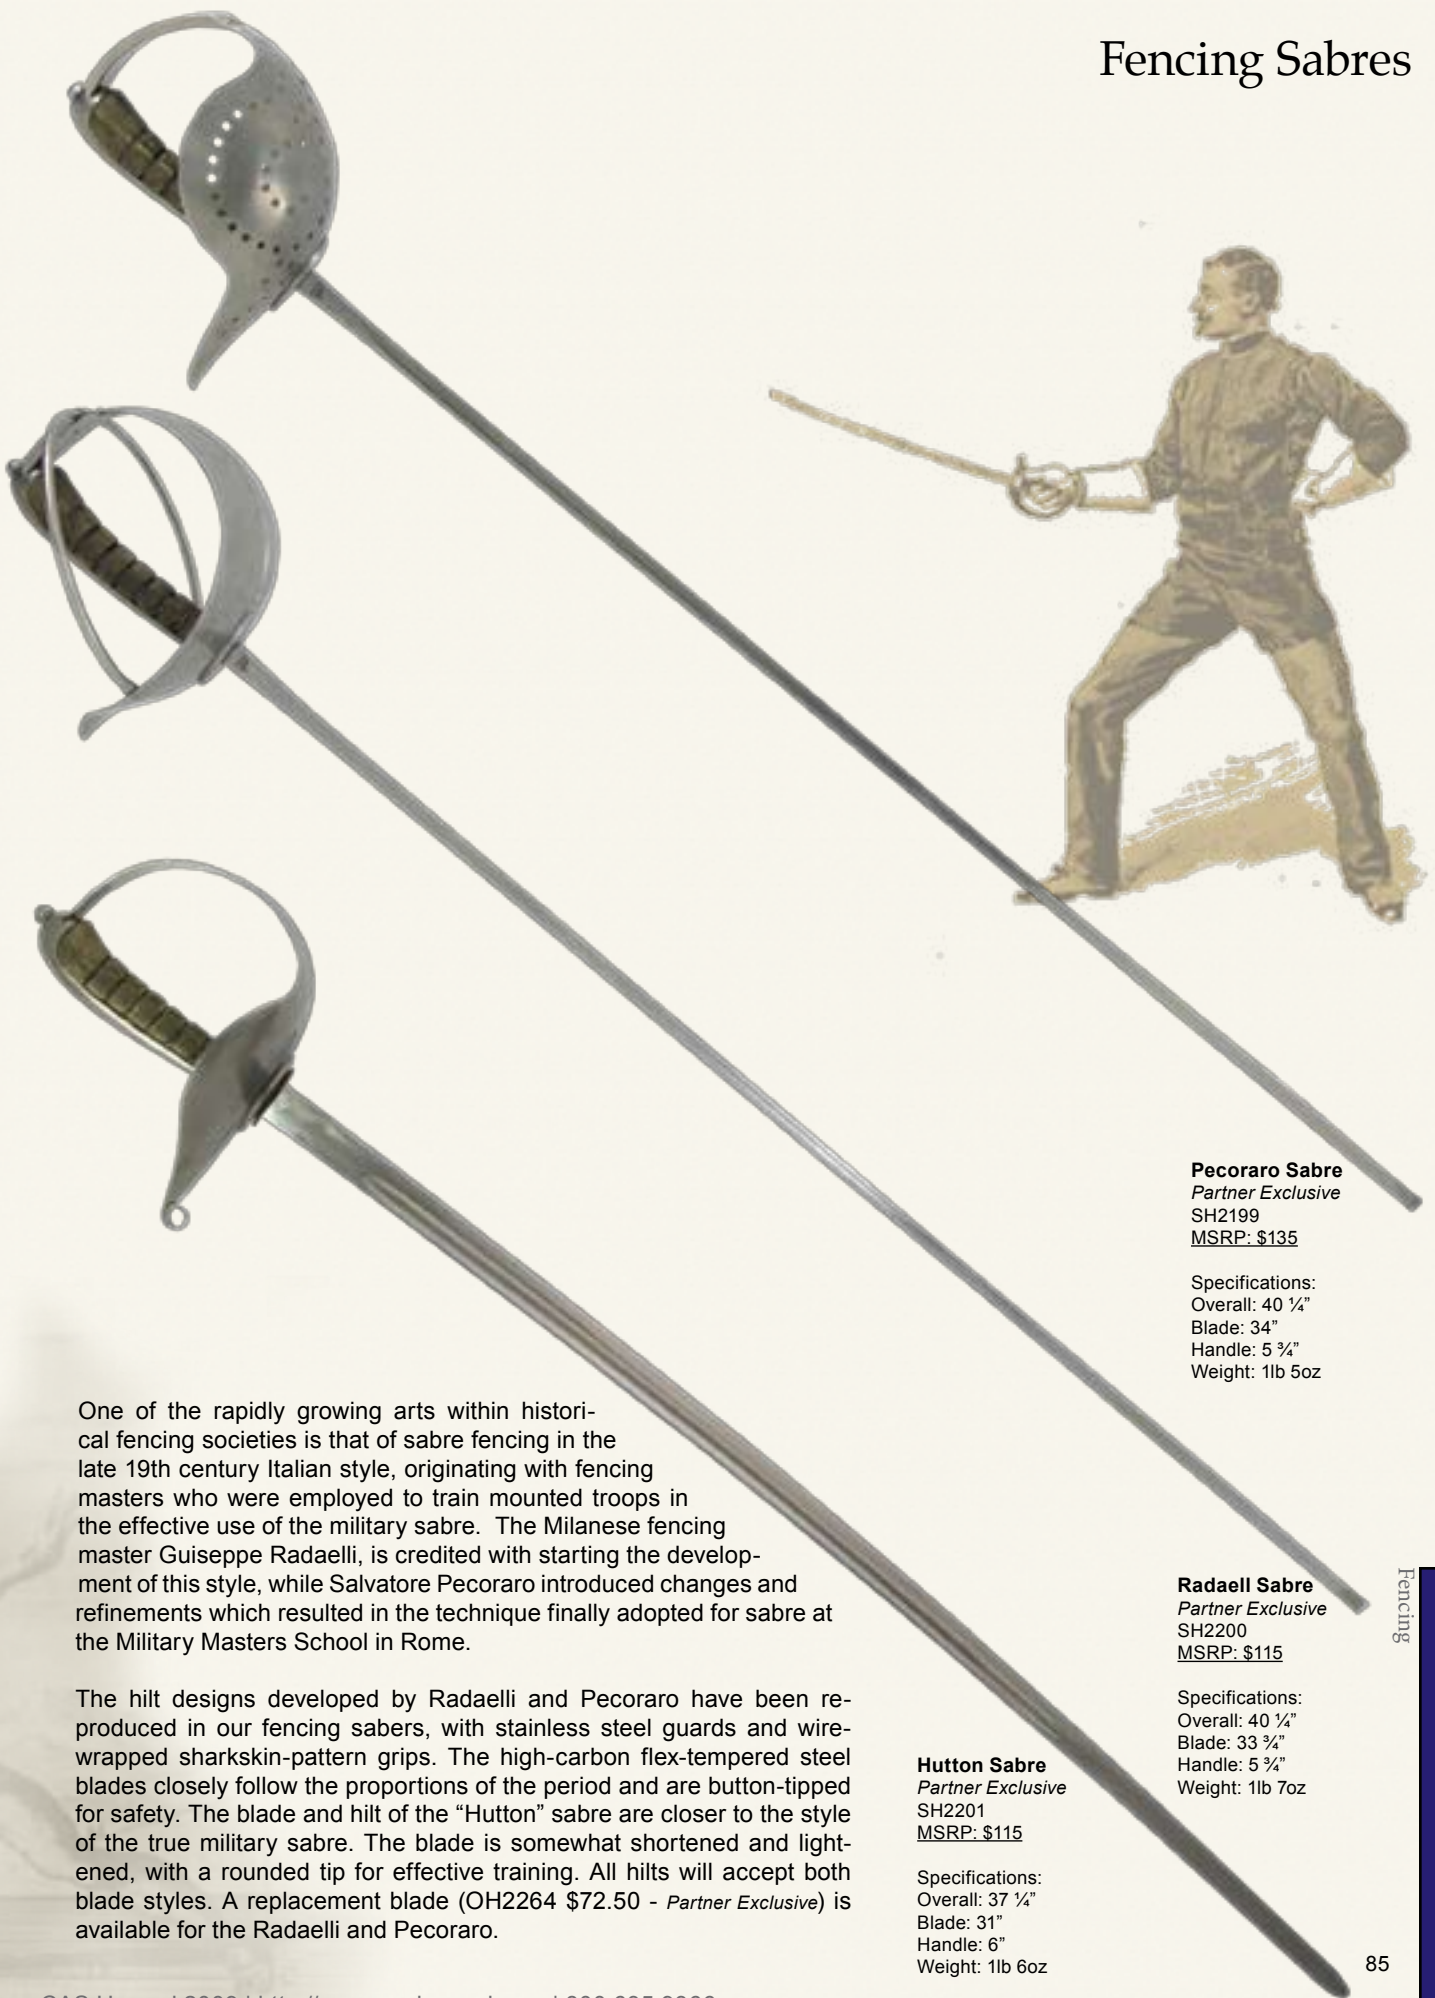 Fencing Sabres
Pecoraro Sabre
Partner Exclusive
SH2199
MSRP: $135
Specifications:
Overall: 40 ¼”
Blade: 34”
Handle: 5 ¾”
Weight: 1lb 5oz
One of the rapidly growing arts within histori-
cal fencing societies is that of sabre fencing in the
late 19th century Italian style, originating with fencing
masters who were employed to train mounted troops in
the effective use of the military sabre.  The Milanese fencing
master Guiseppe Radaelli, is credited with starting the develop-
ment of this style, while Salvatore Pecoraro introduced changes and
refinements which resulted in the technique finally adopted for sabre at
the Military Masters School in Rome.
The hilt designs developed by Radaelli and Pecoraro have been re-
produced in our fencing sabers, with stainless steel guards and wire-
wrapped sharkskin-pattern grips. The high-carbon flex-tempered steel
blades closely follow the proportions of the period and are button-tipped
for safety. The blade and hilt of the “Hutton” sabre are closer to the style
of the true military sabre. The blade is somewhat shortened and light-
ened, with a rounded tip for effective training. All hilts will accept both
blade styles. A replacement blade (OH2264 $72.50 - Partner Exclusive) is
available for the Radaelli and Pecoraro.
Radaell Sabre
Partner Exclusive
SH2200
MSRP: $115
Specifications:
Overall: 40 ¼”
Blade: 33 ¾”
Handle: 5 ¾”
Weight: 1lb 7oz
Hutton Sabre
Partner Exclusive
SH2201
MSRP: $115
Specifications:
Overall: 37 ¼”
Blade: 31”
Handle: 6”
Weight: 1lb 6oz
Fencing
85